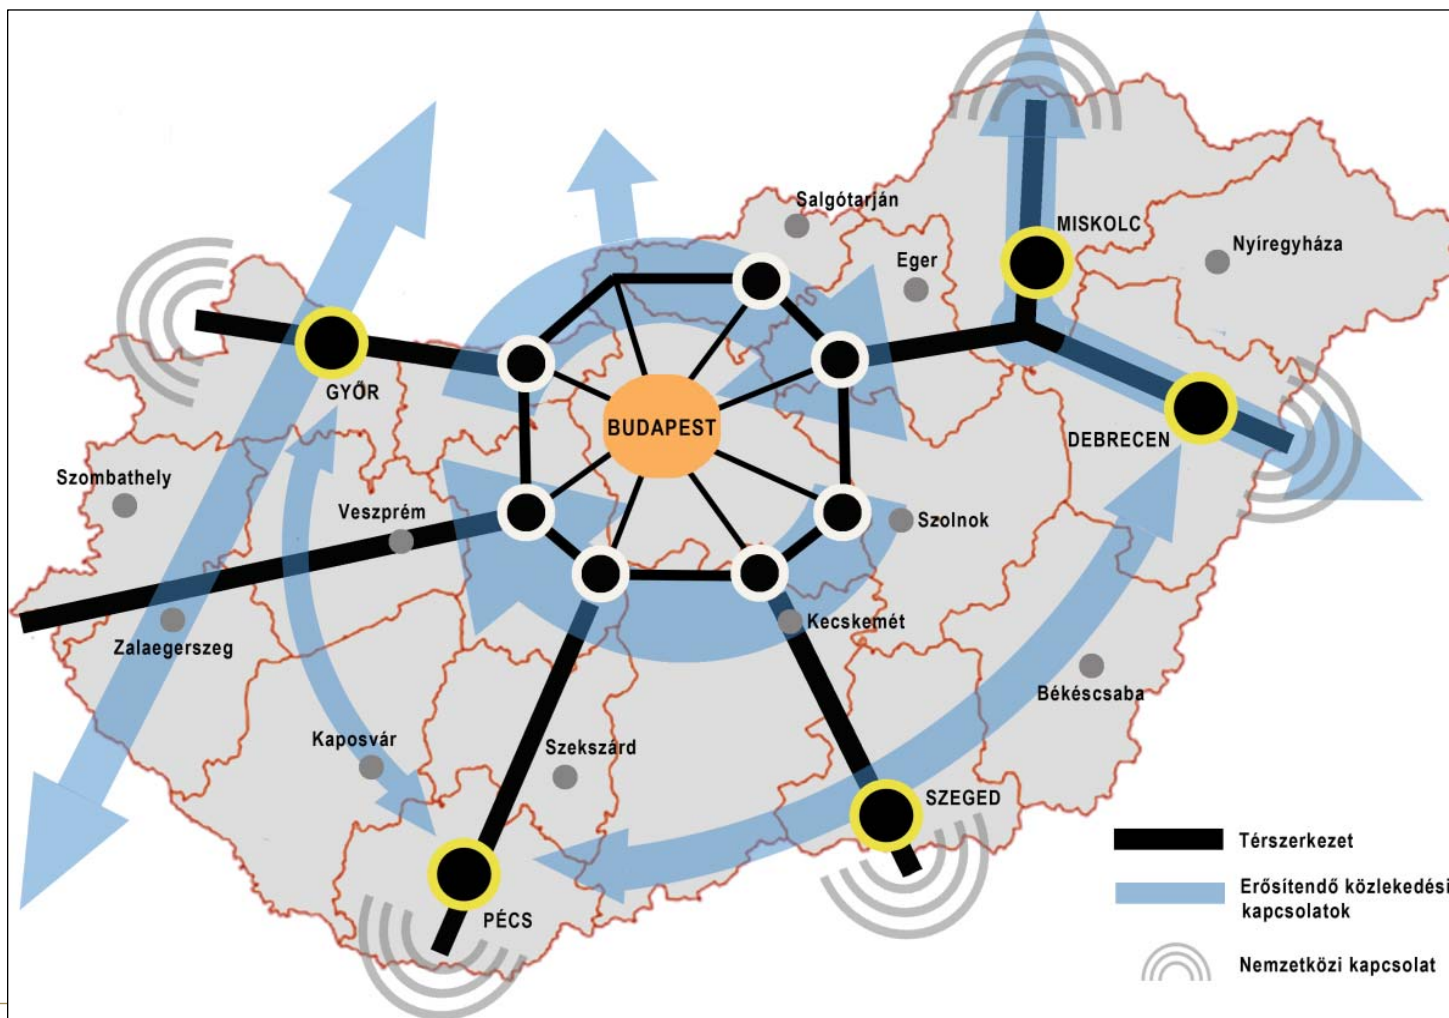 Salgótarján
MISKOLC
Nyíregyháza
Eger
GYŐR
BUDAPEST
DEBRECEN
Szombathely
Veszprém
Szolnok
Zalaegerszeg
Kecskemét
Békéscsaba
Kaposvár
Szekszárd
SZEGED
PÉCS
Térszerkezet
Erősítendő közlekedési
kapcsolatok
Nemzetközi kapcsolat